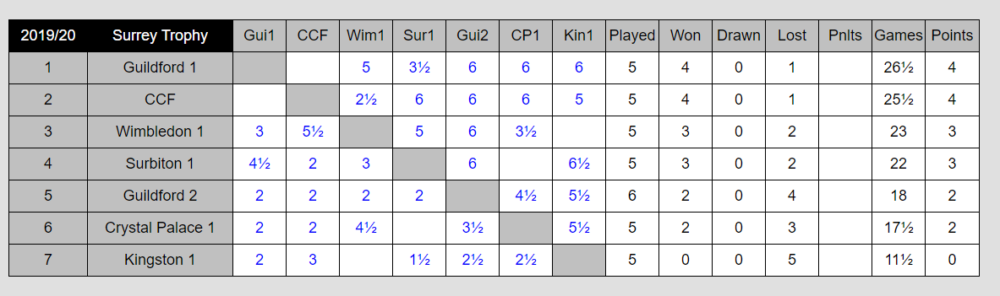 2019/20 Surrey Trophy Gui1 CCF Wim1 Sur1 Gui2 CP1 Kin1 Played Won Drawn Lost Pnlts Games Points
1 Guildford 1 5 3½ 6 6 6 5 4 0 1 26½ 4
2 CCF 2½ 6 6 6 5 5 4 0 1 25½ 4
3 Wimbledon 1 3 5½ 5 6 3½ 5 3 0 2 23 3
4 Surbiton 1 4½ 2 3 6 6½ 5 3 0 2 22 3
5 Guildford 2 2 2 2 2 4½ 5½ 6 2 0 4 18 2
6 Crystal Palace 1 2 2 4½ 3½ 5½ 5 2 0 3 17½ 2
7 Kingston 1 2 3 1½ 2½ 2½ 5 0 0 5 11½ 0